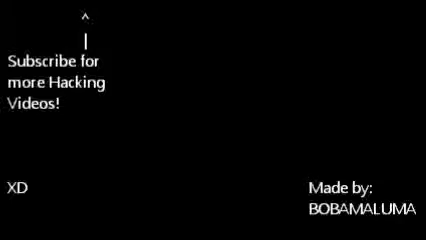 ^
|
Subscribe for
more Hacking
Videos!
XD
Made by:
BOBAMALUMA